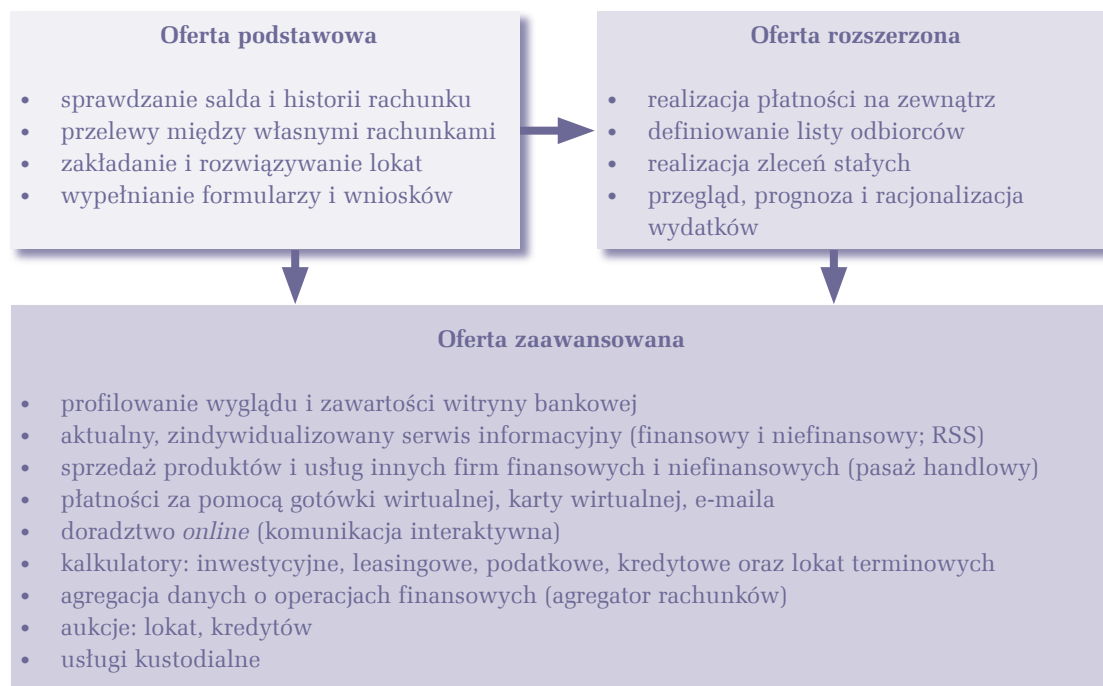 Oferta podstawowa
• sprawdzanie salda i historii rachunku
• przelewy między własnymi rachunkami
• zakładanie i rozwiązywanie lokat
• wypełnianie formularzy i wniosków
Oferta rozszerzona
• realizacja płatności na zewnątrz
• definiowanie listy odbiorców
• realizacja zleceń stałych
• przegląd, prognoza i racjonalizacja
wydatków
Oferta zaawansowana
• profilowanie wyglądu i zawartości witryny bankowej
• aktualny, zindywidualizowany serwis informacyjny (finansowy i niefinansowy; RSS)
• sprzedaż produktów i usług innych firm finansowych i niefinansowych (pasaż handlowy)
• płatności za pomocą gotówki wirtualnej, karty wirtualnej, e-maila
• doradztwo online (komunikacja interaktywna)
• kalkulatory: inwestycyjne, leasingowe, podatkowe, kredytowe oraz lokat terminowych
• agregacja danych o operacjach finansowych (agregator rachunków)
• aukcje: lokat, kredytów
• usługi kustodialne